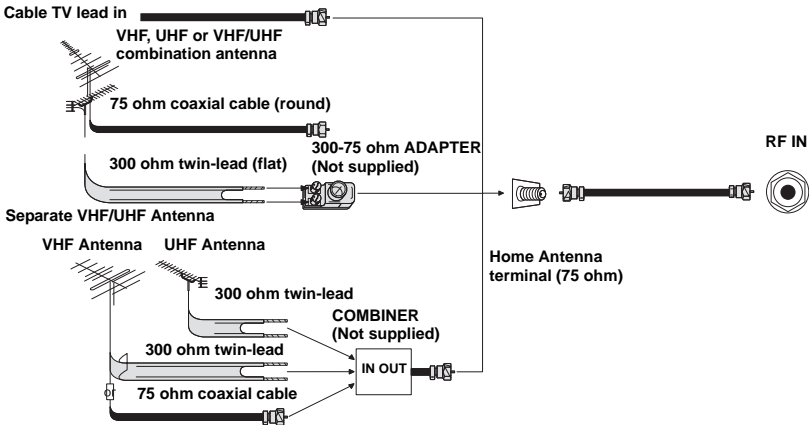 Cable TV lead in
VHF, UHF or VHF/UHF
combination antenna
75 ohm coaxial cable (round)
300-75 ohm ADAPTER
(Not supplied)
300 ohm twin-lead (flat)
RF IN
Separate VHF/UHF Antenna
VHF Antenna
UHF Antenna
Home Antenna
terminal (75 ohm)
300 ohm twin-lead
COMBINER
(Not supplied)
300 ohm twin-lead
IN OUT
or
75 ohm coaxial cable